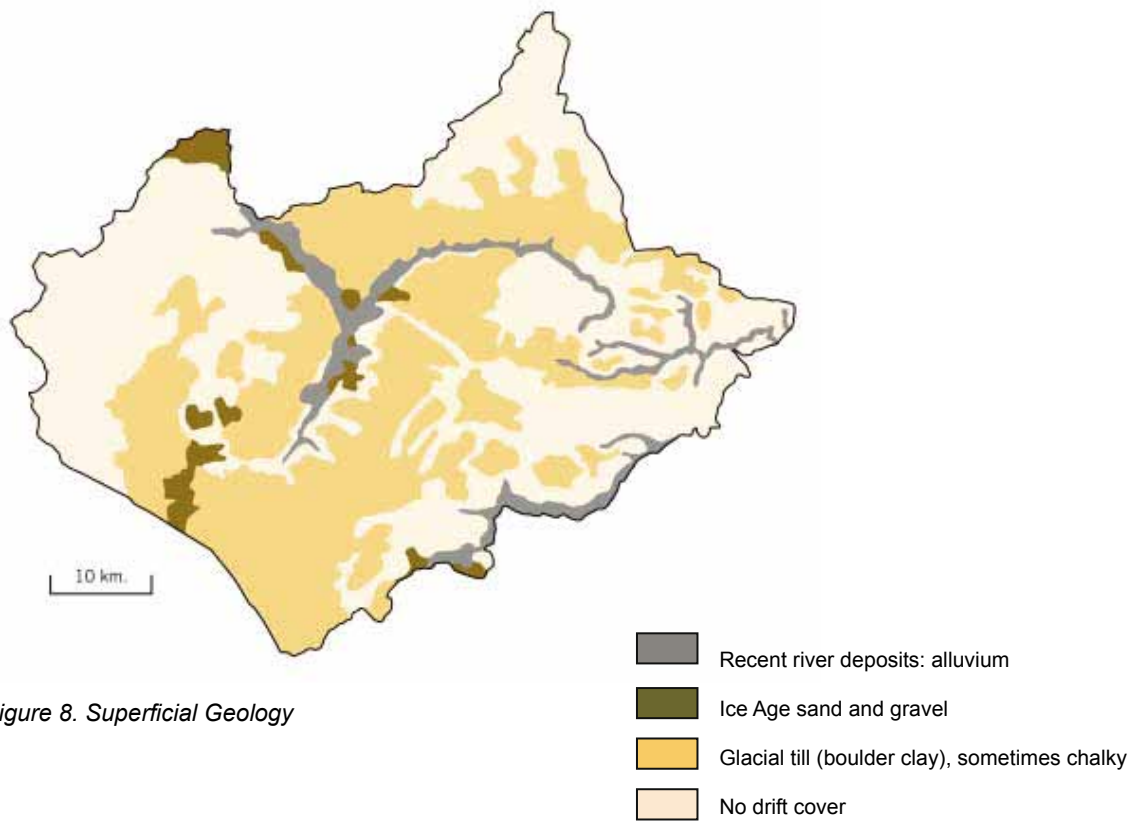 10 km.
igure 8. Superficial Geology
Recent river deposits: alluvium
Ice Age sand and gravel
Glacial till (boulder clay), sometimes chalky
No drift cover